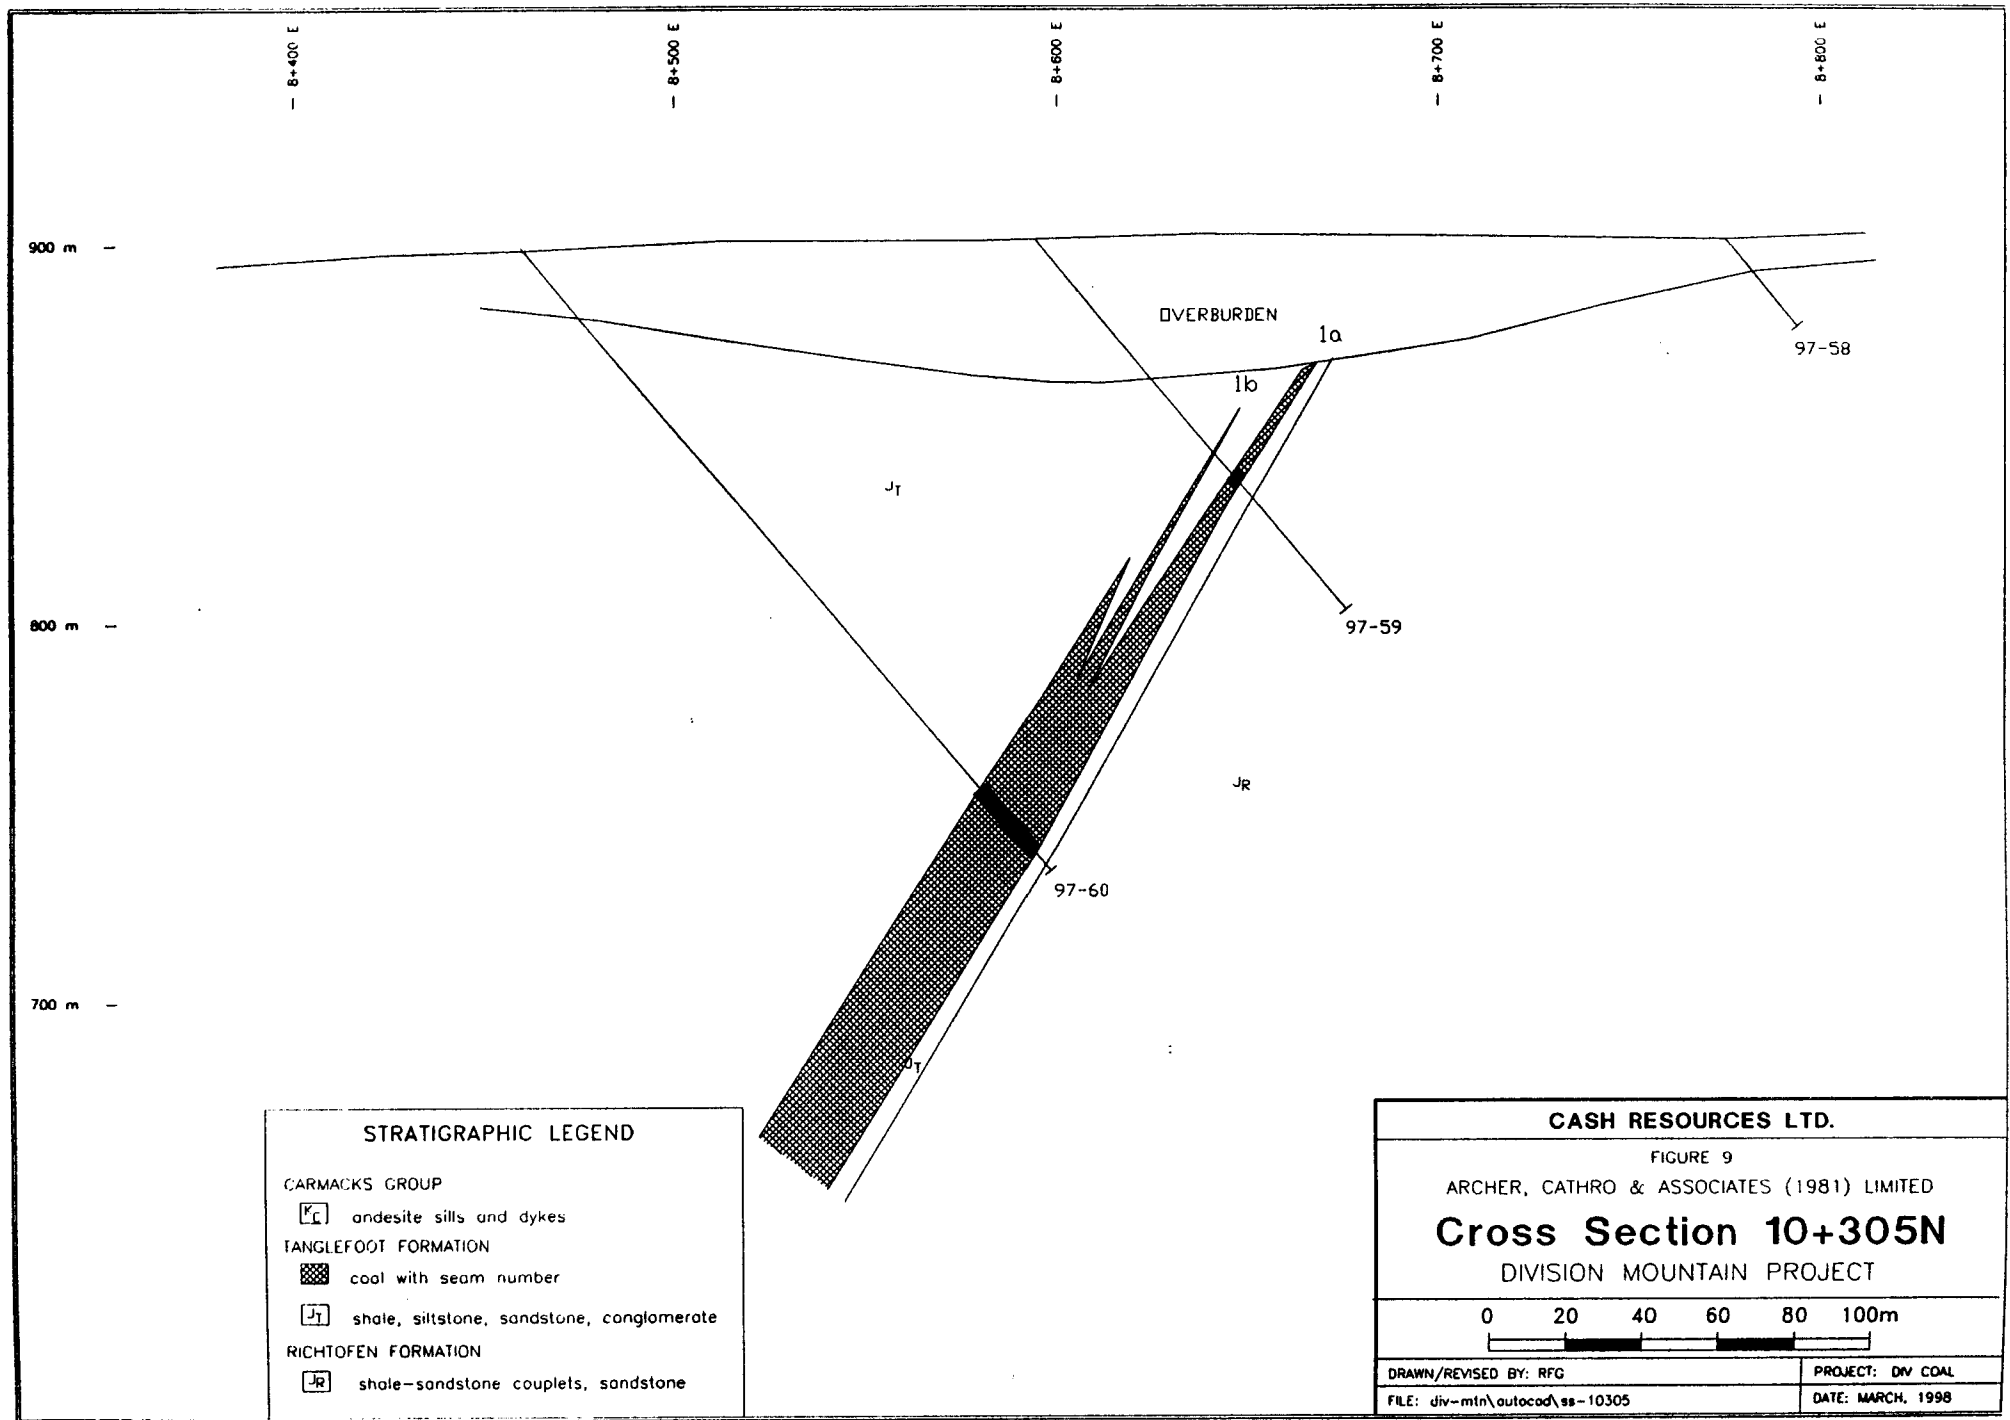 8+400 E
8+500 E
8+600 E
8+700 E
8+800 E
900 m
800 m
700 m
OVERBURDEN
1a
1b
97-58
JT
97-59
JR
97-60
JT
STRATIGRAPHIC LEGEND
CARMACKS GROUP
KC andesite sills and dykes
TANGLEFOOT FORMATION
coal with seam number
JT shale, siltstone, sandstone, conglomerate
RICHTOFEN FORMATION
JR shale-sandstone couplets, sandstone
CASH RESOURCES LTD.
FIGURE 9
ARCHER, CATHRO & ASSOCIATES (1981) LIMITED
Cross Section 10+305N
DIVISION MOUNTAIN PROJECT
0 20 40 60 80 100m
DRAWN/REVISED BY: RFG
PROJECT: DIV COAL
FILE: div-mtn\autocad\ss-10305
DATE: MARCH, 1998